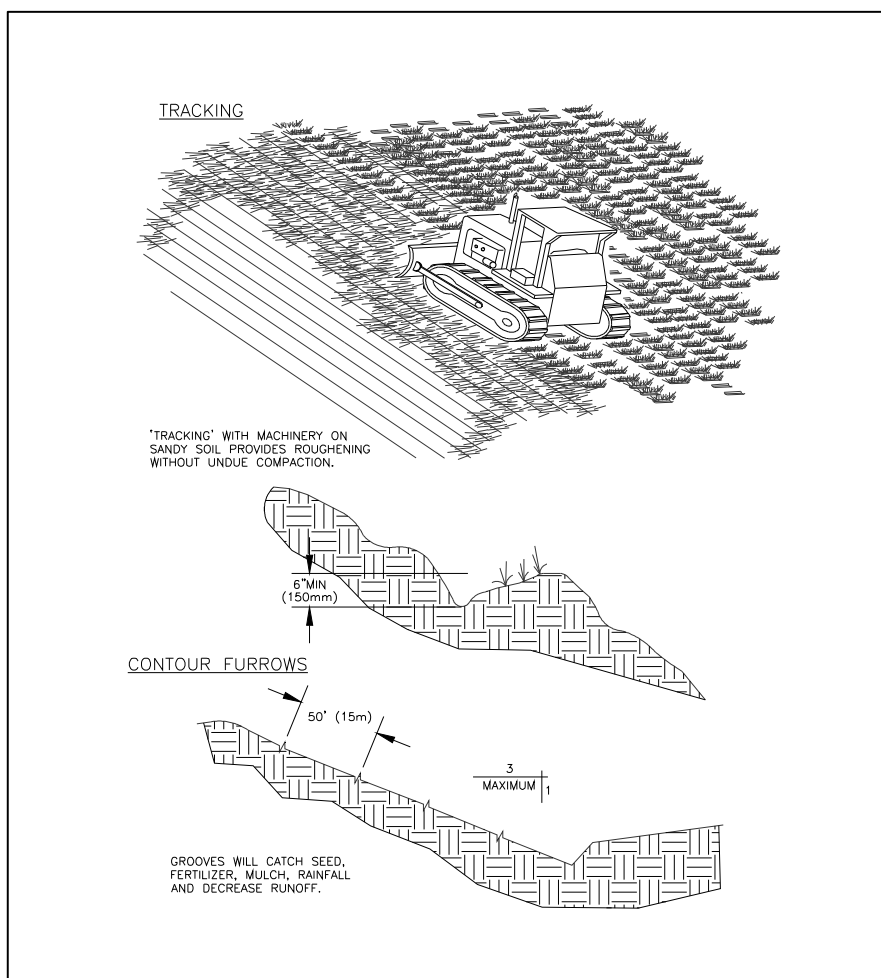 TRACKING
'TRACKING' WITH MACHINERY ON
SANDY SOIL PROVIDES ROUGHENING
WITHOUT UNDUE COMPACTION.
6"MIN
(150mm)
CONTOUR FURROWS
50' (15m)
3
MAXIMUM 1
GROOVES WILL CATCH SEED,
FERTILIZER, MULCH, RAINFALL
AND DECREASE RUNOFF.